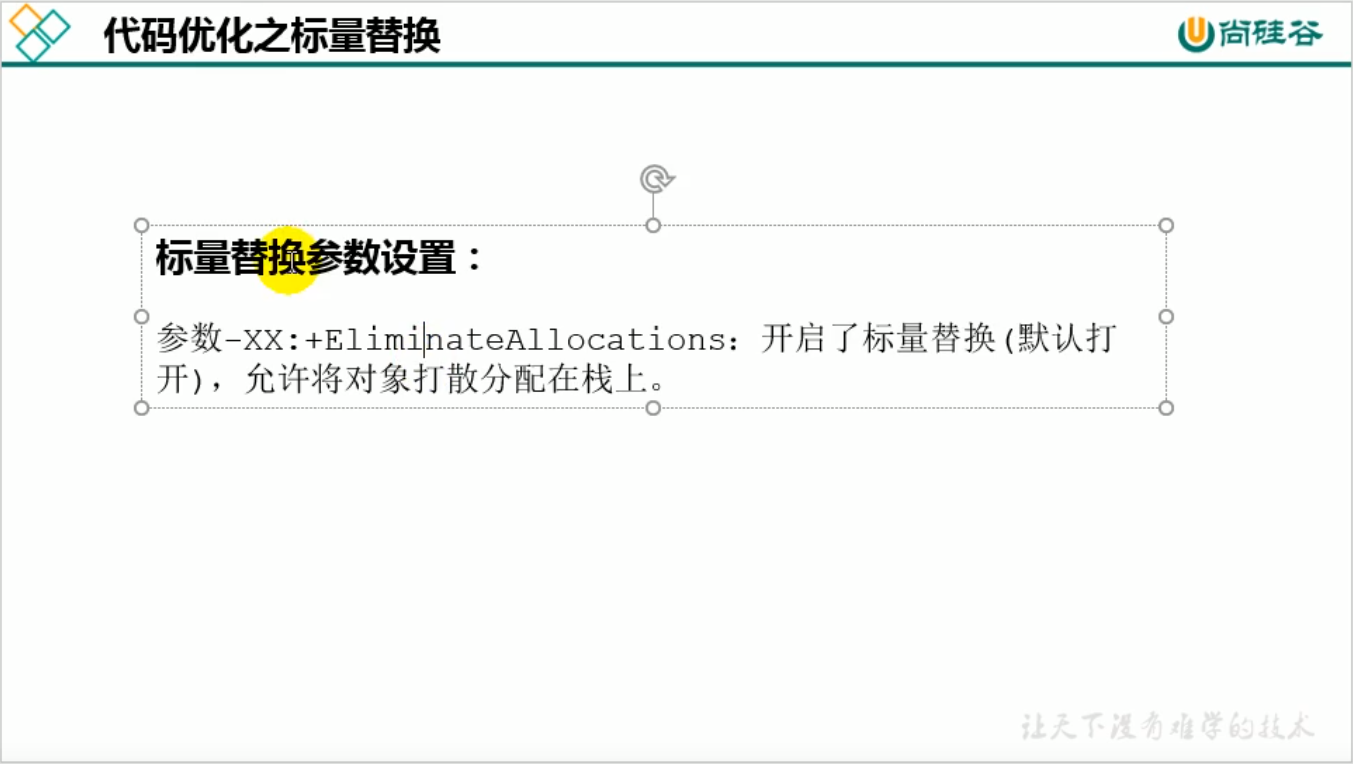 代码优化之标量替换
尚硅谷
标量替换参数设置：
参数-XX:+EliminateAllocations：开启了标量替换(默认打
开)，允许将对象打散分配在栈上。
让天下没有难学的技术